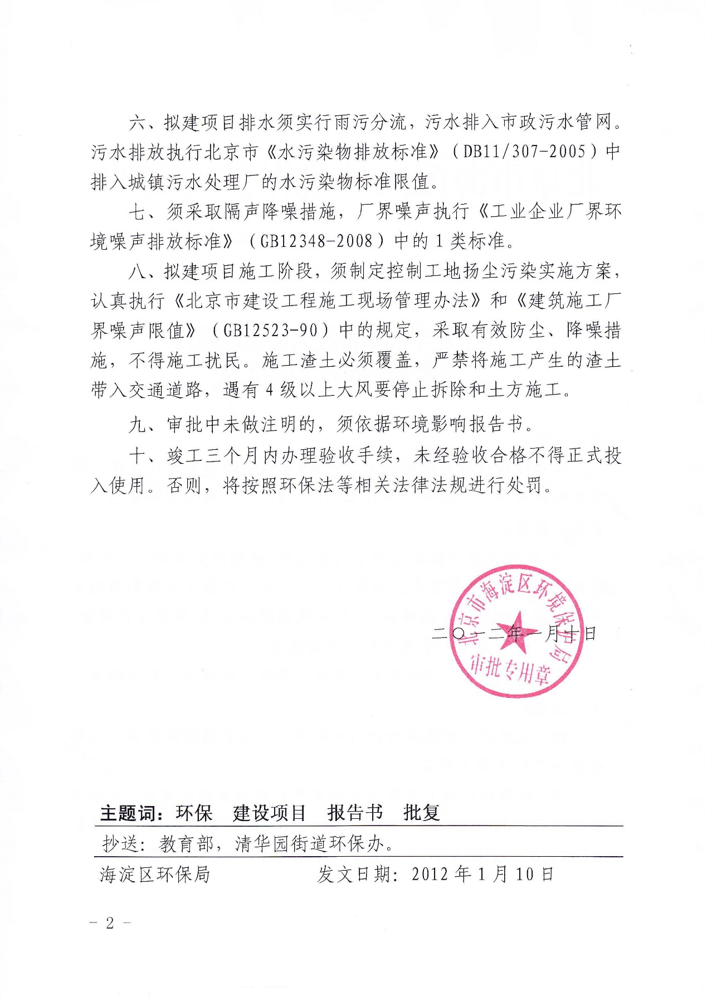 六、拟建项目排水须实行雨污分流，污水排入市政污水管网。
污水排放执行北京市《水污染物排放标准》（DB11/307-2005）中
排入城镇污水处理厂的水污染物标准限值。
七、须采取隔声降噪措施，厂界噪声执行《工业企业厂界环
境噪声排放标准》（GB12348-2008）中的1类标准。
八、拟建项目施工阶段，须制定控制工地扬尘污染实施方案，
认真执行《北京市建设工程施工现场管理办法》和《建筑施工厂
界噪声限值》（GB12523-90）中的规定，采取有效防尘、降噪措
施，不得施工扰民。施工渣土必须覆盖，严禁将施工产生的渣土
带入交通道路，遇有4级以上大风要停止拆除和土方施工。
九、审批中未做注明的，须依据环境影响报告书。
十、竣工三个月内办理验收手续，未经验收合格不得正式投
入使用。否则，将按照环保法等相关法律法规进行处罚。
北京市海淀区环境保护局
二〇一二年一月十日
审批专用章
主题词：环保 建设项目 报告书 批复
抄送：教育部，清华园街道环保办。
海淀区环保局 发文日期：2012年1月10日
- 2 -